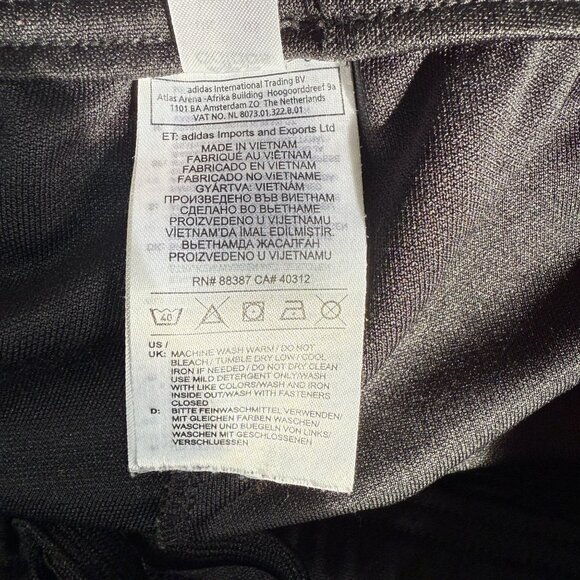 adidas International Trading BV
Atlas Arena -Afrika Building Hoogoorddreef 9a
1101 BA Amsterdam ZO The Netherlands
VAT NO. NL 8073.01.322.B.01
ET: adidas Imports and Exports Ltd
MADE IN VIETNAM
FABRIQUÉ AU VIÊTNAM
FABRICADO EN VIETNAM
FABRICADO NO VIETNAME
GYÁRTVA: VIETNAM
ПРОИЗВЕДЕНО ВЪВ ВИЕТНАМ
СДЕЛАНО ВО ВЬЕТНАМЕ
PROIZVEDENO U VIJETNAMU
VİETNAM'DA İMAL EDİLMİŞTİR.
ВЬЕТНАМДА ЖАСАЛҒАН
PROIZVEDENO U VIJETNAMU
RN# 88387 CA# 40312
40
US /
UK: MACHINE WASH WARM / DO NOT
BLEACH / TUMBLE DRY LOW / COOL
IRON IF NEEDED / DO NOT DRY CLEAN
USE MILD DETERGENT ONLY/WASH
WITH LIKE COLORS/WASH AND IRON
INSIDE OUT/WASH WITH FASTENERS
CLOSED
D: BITTE FEINWASCHMITTEL VERWENDEN/
MIT GLEICHEN FARBEN WASCHEN/
WASCHEN UND BUEGELN VON LINKS/
WASCHEN MIT GESCHLOSSENEN
VERSCHLUESSEN